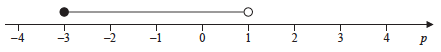 –4 –3 –2 –1 0 1 2 3 4 p